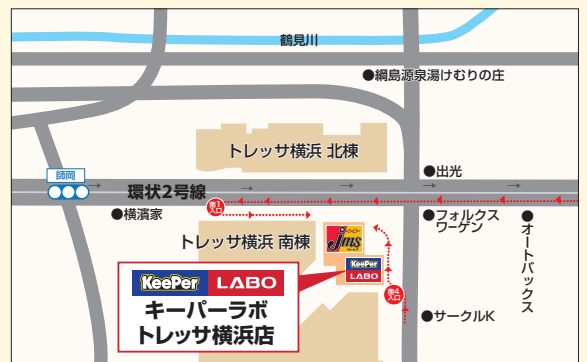 鶴見川
●綱島源泉湯けむりの庄
トレッサ横浜 北棟
師岡
●出光
環状2号線
●横濱家
南1
入口
●フォルクス
ワーゲン
●オートバックス
トレッサ横浜 南棟
jms
KeePer
LABO
南4
入口
●サークルK
KeePer LABO
キーパーラボ
トレッサ横浜店